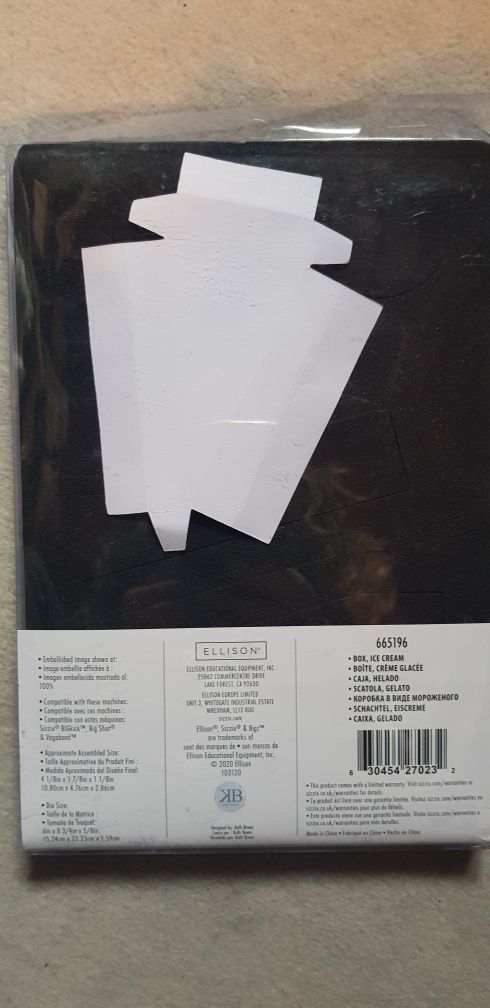 • Embellished image shown at:
• Image embellie affichée à :
• Imagen embellecida mostrada al:
100%
• Compatible with these machines:
• Compatible avec ces machines :
• Compatible con estas máquinas:
Sizzix® BIGkick™, Big Shot®
& Vagabond™
• Approximate Assembled Size:
• Taille Approximative du Produit Fini :
• Medida Aproximada del Diseño Final:
4 1/8in x 1 7/8in x 1 1/8in
10.80cm x 4.76cm x 2.86cm
• Die Size:
• Taille de la Matrice :
• Tamaño de Troquel:
6in x 8 3/4in x 5/8in
15.24cm x 22.23cm x 1.59cm
ELLISON®
ELLISON EDUCATIONAL EQUIPMENT, INC.
25862 COMMERCENTRE DRIVE
LAKE FOREST, CA 92630
ELLISON EUROPE LIMITED
UNIT 3, WHITEGATE INDUSTRIAL ESTATE
WREXHAM, LL13 8UG
sizzix.com
Ellison®, Sizzix® & Bigz™
are trademarks of
sont des marques de • son marcas de
Ellison Educational Equipment, Inc.
© 2020 Ellison
103120
KB
665196
• BOX, ICE CREAM
• BOÎTE, CRÈME GLACÉE
• CAJA, HELADO
• SCATOLA, GELATO
• КОРОБКА В ВИДЕ МОРОЖЕНОГО
• SCHACHTEL, EISCREME
• CAIXA, GELADO
6 30454 27023 2
• This product comes with a limited warranty. Visit sizzix.com/warranties or
sizzix.co.uk/warranties for details.
• Ce produit est livré avec une garantie limitée. Visitez sizzix.com/warranties ou
sizzix.co.uk/warranties pour plus de détails.
• Este producto viene con una garantía limitada. Visite sizzix.com/warranties o
sizzix.co.uk/warranties para más detalles.
Made in China • Fabriqué en Chine • Hecho en China